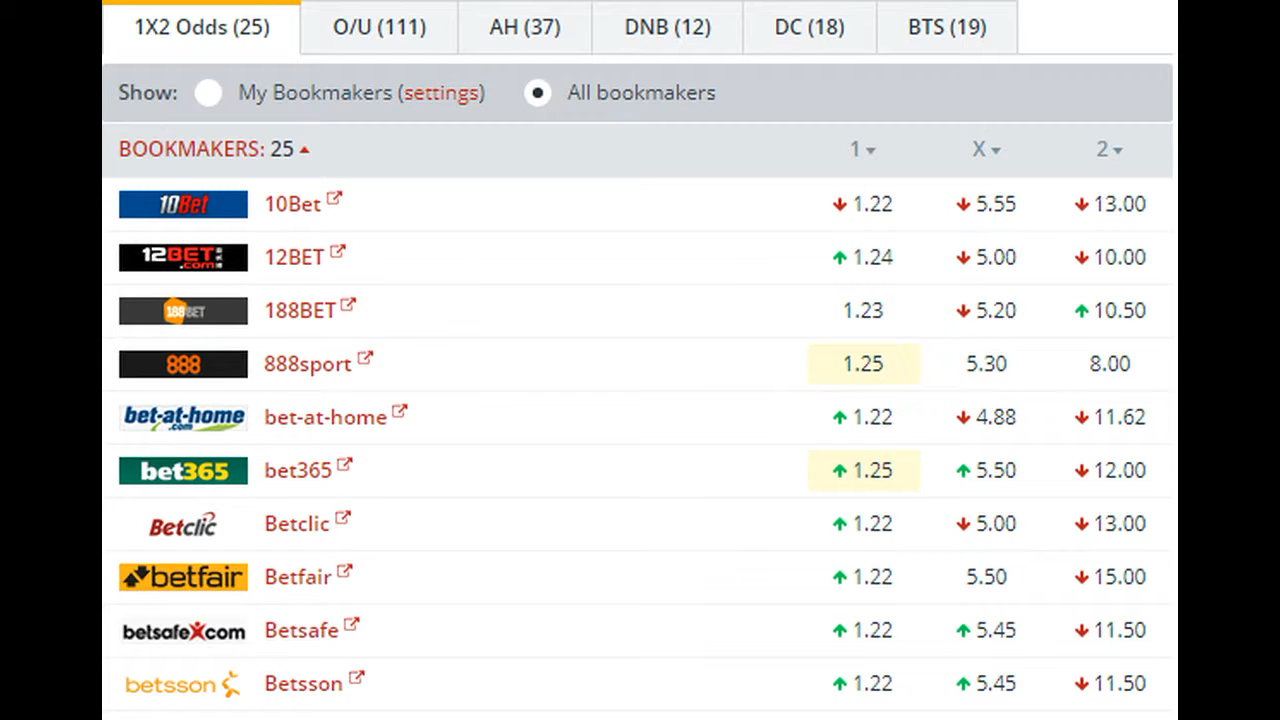 1X2 Odds (25) O/U (111) AH (37) DNB (12) DC (18) BTS (19)
Show: My Bookmakers (settings) All bookmakers
BOOKMAKERS: 25 1 X 2
10Bet 10Bet 1.22 5.55 13.00
12BET.com 12BET 1.24 5.00 10.00
188BET 188BET 1.23 5.20 10.50
888 888sport 1.25 5.30 8.00
bet-at-home.com bet-at-home 1.22 4.88 11.62
bet365 bet365 1.25 5.50 12.00
Betclic Betclic 1.22 5.00 13.00
betfair Betfair 1.22 5.50 15.00
betsafe.com Betsafe 1.22 5.45 11.50
betsson Betsson 1.22 5.45 11.50